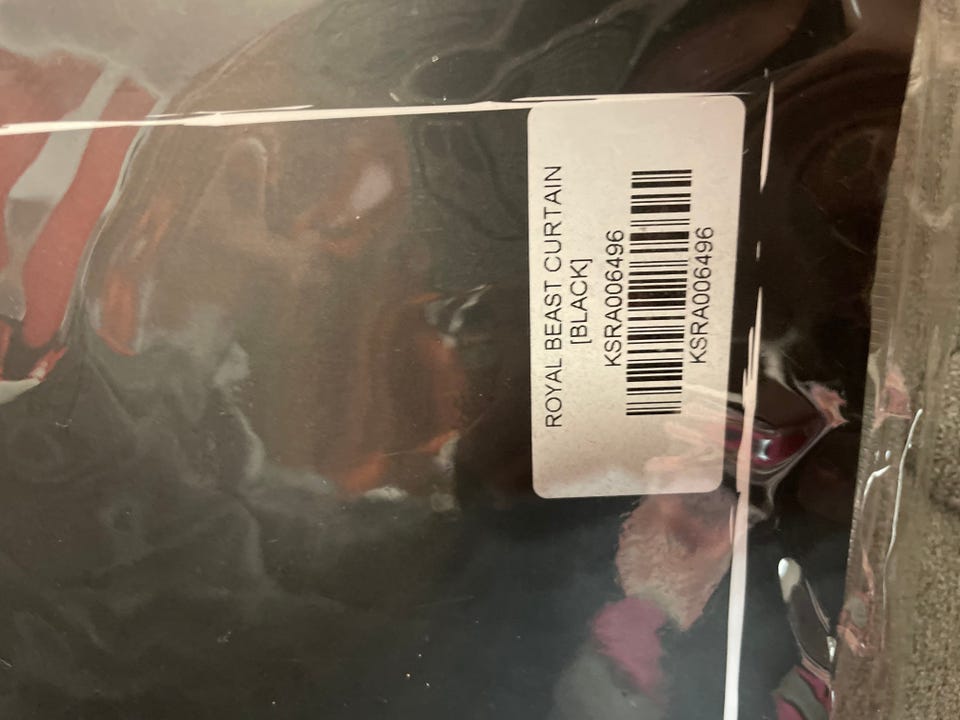 ROYAL BEAST CURTAIN
[BLACK]
KSRA006496
KSRA006496